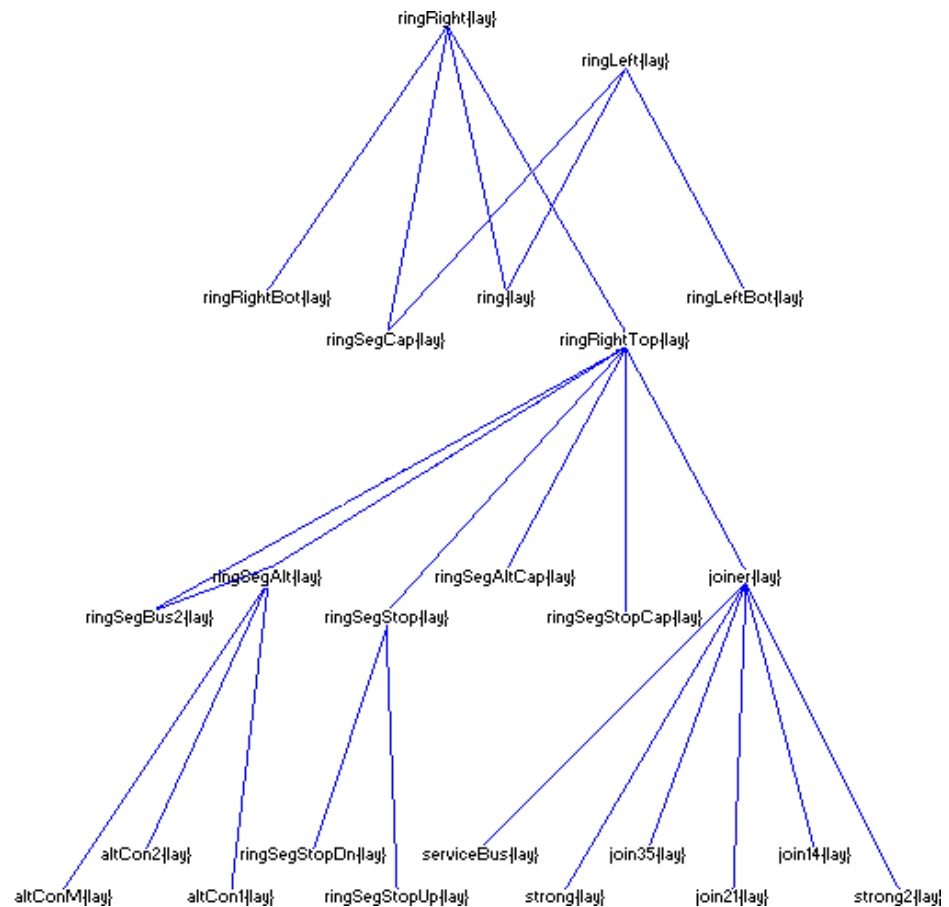 ringRight{lay}
ringLeft{lay}
ringRightBot{lay}
ring{lay}
ringLeftBot{lay}
ringSegCap{lay}
ringRightTop{lay}
ringSegAlt{lay}
ringSegAltCap{lay}
joiner{lay}
ringSegBus2{lay}
ringSegStop{lay}
ringSegStopCap{lay}
altCon2{lay}
ringSegStopDn{lay}
serviceBus{lay}
join35{lay}
join14{lay}
altConM{lay}
altCon1{lay}
ringSegStopUp{lay}
strong{lay}
join21{lay}
strong2{lay}